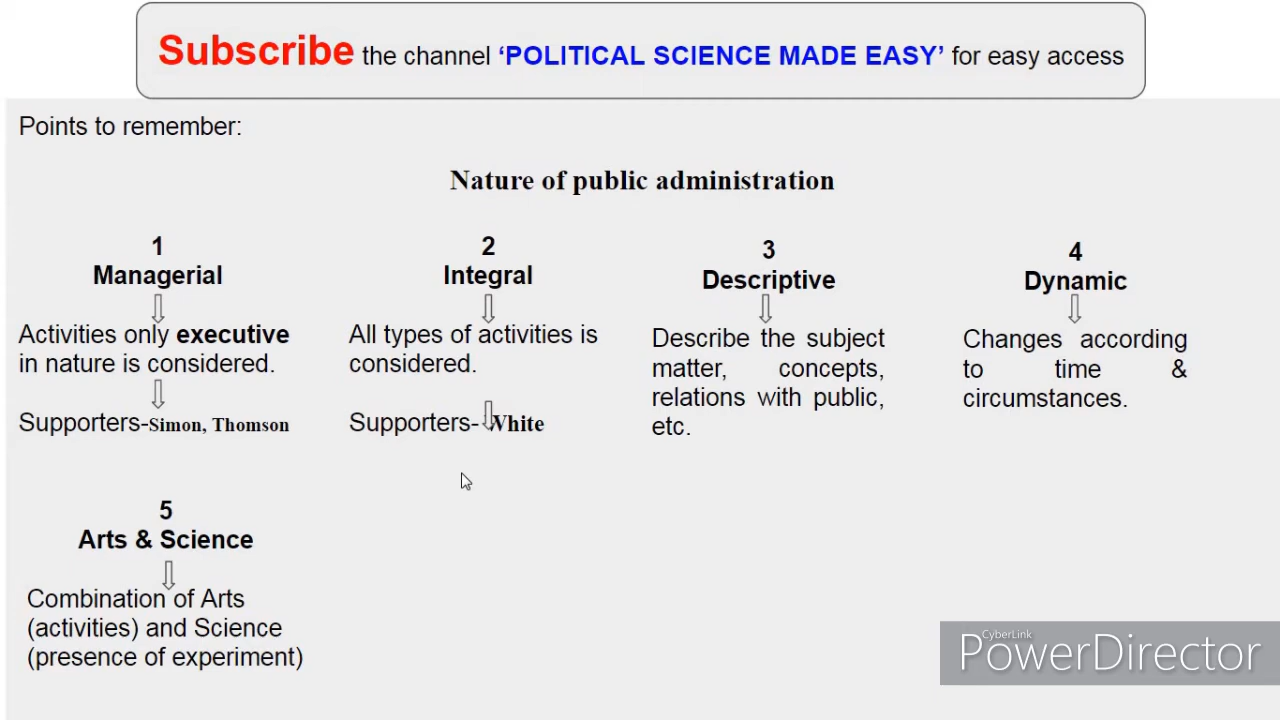 Subscribe the channel ‘POLITICAL SCIENCE MADE EASY’ for easy access
Points to remember:
Nature of public administration
1
Managerial
Activities only executive
in nature is considered.
Supporters-Simon, Thomson
2
Integral
All types of activities is
considered.
Supporters- White
3
Descriptive
Describe the subject
matter, concepts,
relations with public,
etc.
4
Dynamic
Changes according
to time &
circumstances.
5
Arts & Science
Combination of Arts
(activities) and Science
(presence of experiment)
CyberLink
PowerDirector